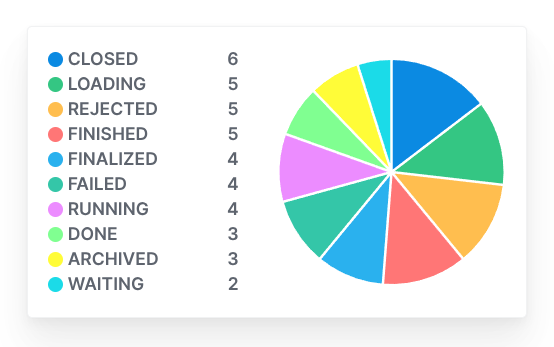 CLOSED 6
LOADING 5
REJECTED 5
FINISHED 5
FINALIZED 4
FAILED 4
RUNNING 4
DONE 3
ARCHIVED 3
WAITING 2